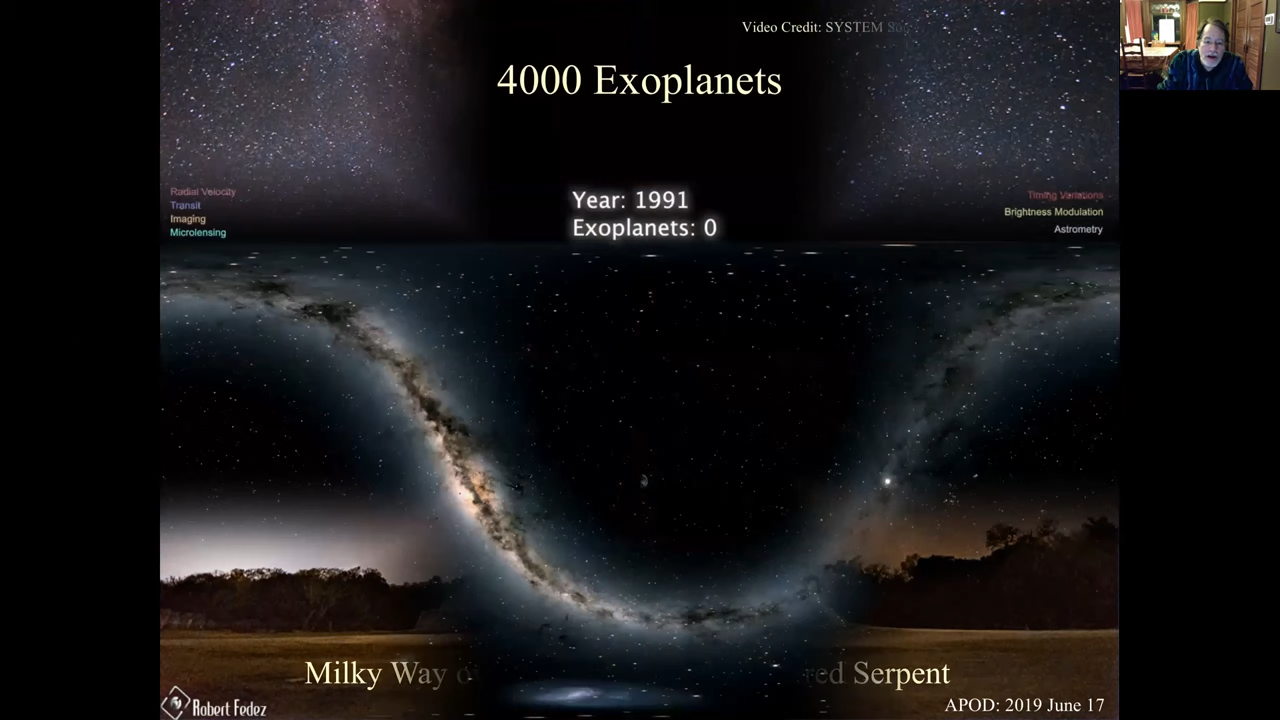 Video Credit: SYSTEM
4000 Exoplanets
Radial Velocity
Transit
Imaging
Microlensing
Year: 1991
Exoplanets: 0
Timing Variations
Brightness Modulation
Astrometry
Milky Way Serpent
Robert Fedez
APOD: 2019 June 17